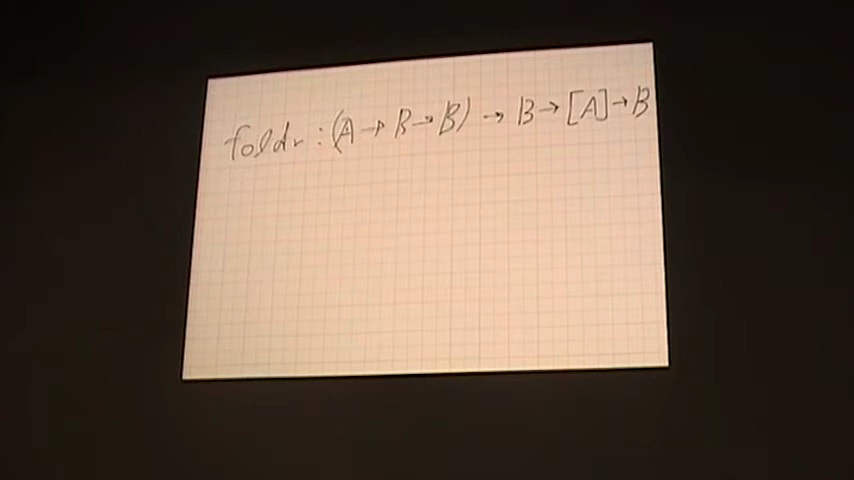 foldr : (A → B → B) → B → [A] → B